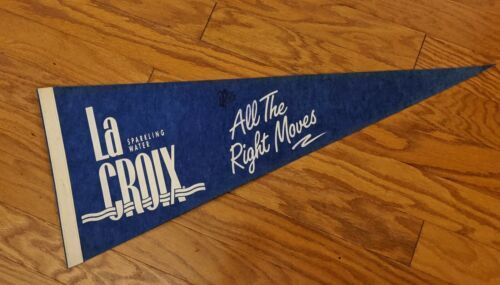 La
SPARKLING
WATER
CROIX
All The
Right Moves